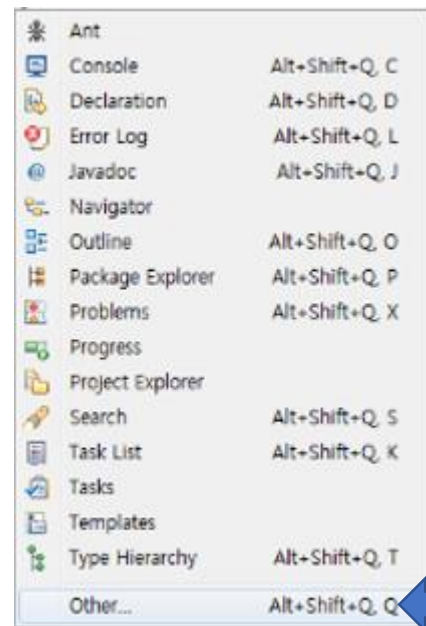 Ant
Console Alt+Shift+Q, C
Declaration Alt+Shift+Q, D
Error Log Alt+Shift+Q, L
Javadoc Alt+Shift+Q, J
Navigator
Outline Alt+Shift+Q, O
Package Explorer Alt+Shift+Q, P
Problems Alt+Shift+Q, X
Progress
Project Explorer
Search Alt+Shift+Q, S
Task List Alt+Shift+Q, K
Tasks
Templates
Type Hierarchy Alt+Shift+Q, T
Other... Alt+Shift+Q, Q